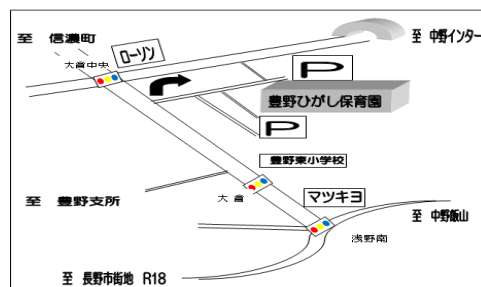 至 信濃町
ローソン
至 中野インター
大倉中央
P
豊野ひがし保育園
P
豊野東小学校
大倉
マツキヨ
至 豊野支所
至 中野飯山
浅野南
至 長野市街地 R18